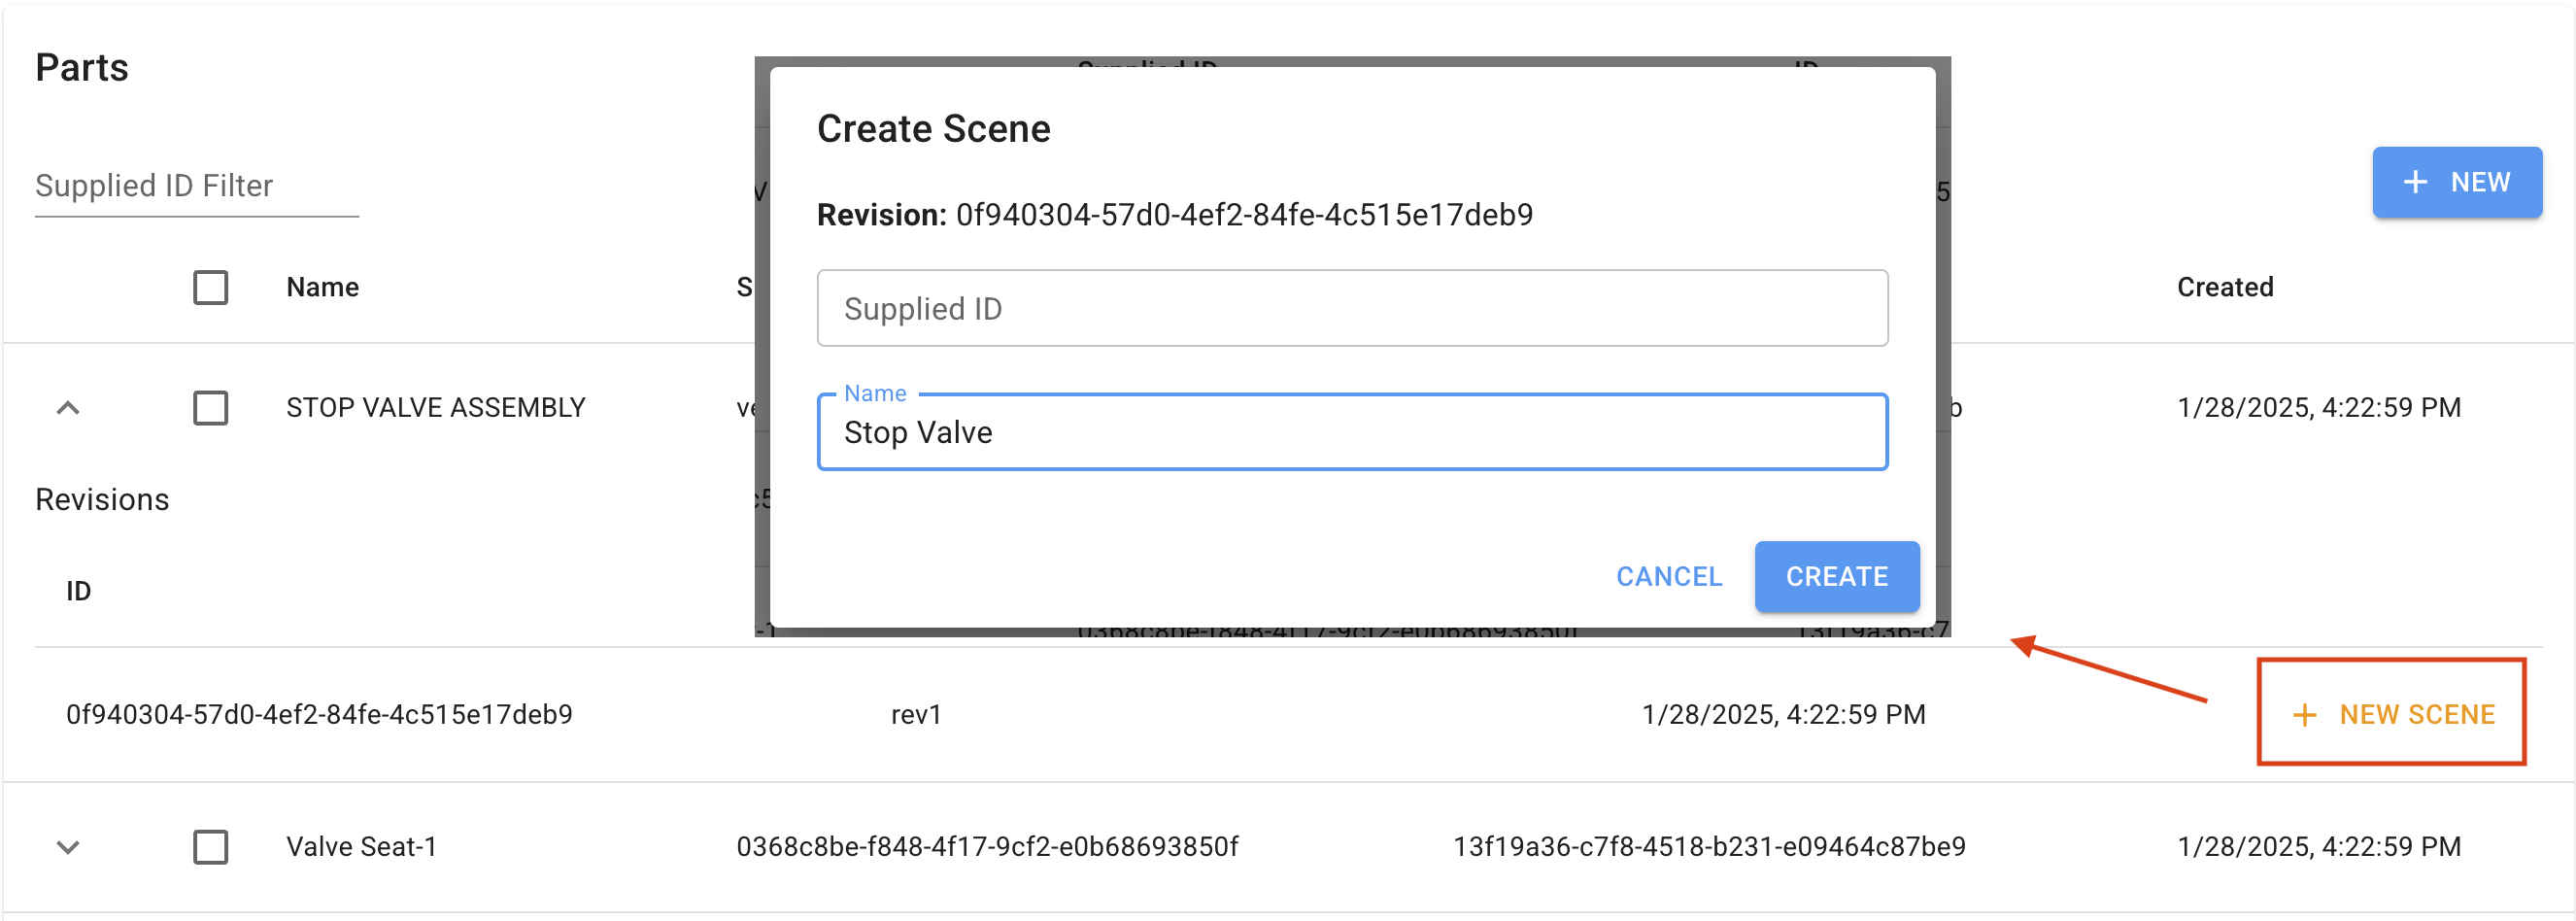 Parts
Supplied ID Filter
+ NEW
Name
S
Created
STOP VALVE ASSEMBLY
1/28/2025, 4:22:59 PM
Revisions
ID
Create Scene
Revision: 0f940304-57d0-4ef2-84fe-4c515e17deb9
Supplied ID
Name
Stop Valve
CANCEL
CREATE
0f940304-57d0-4ef2-84fe-4c515e17deb9
rev1
1/28/2025, 4:22:59 PM
+ NEW SCENE
Valve Seat-1
0368c8be-f848-4f17-9cf2-e0b68693850f
13f19a36-c7f8-4518-b231-e09464c87be9
1/28/2025, 4:22:59 PM